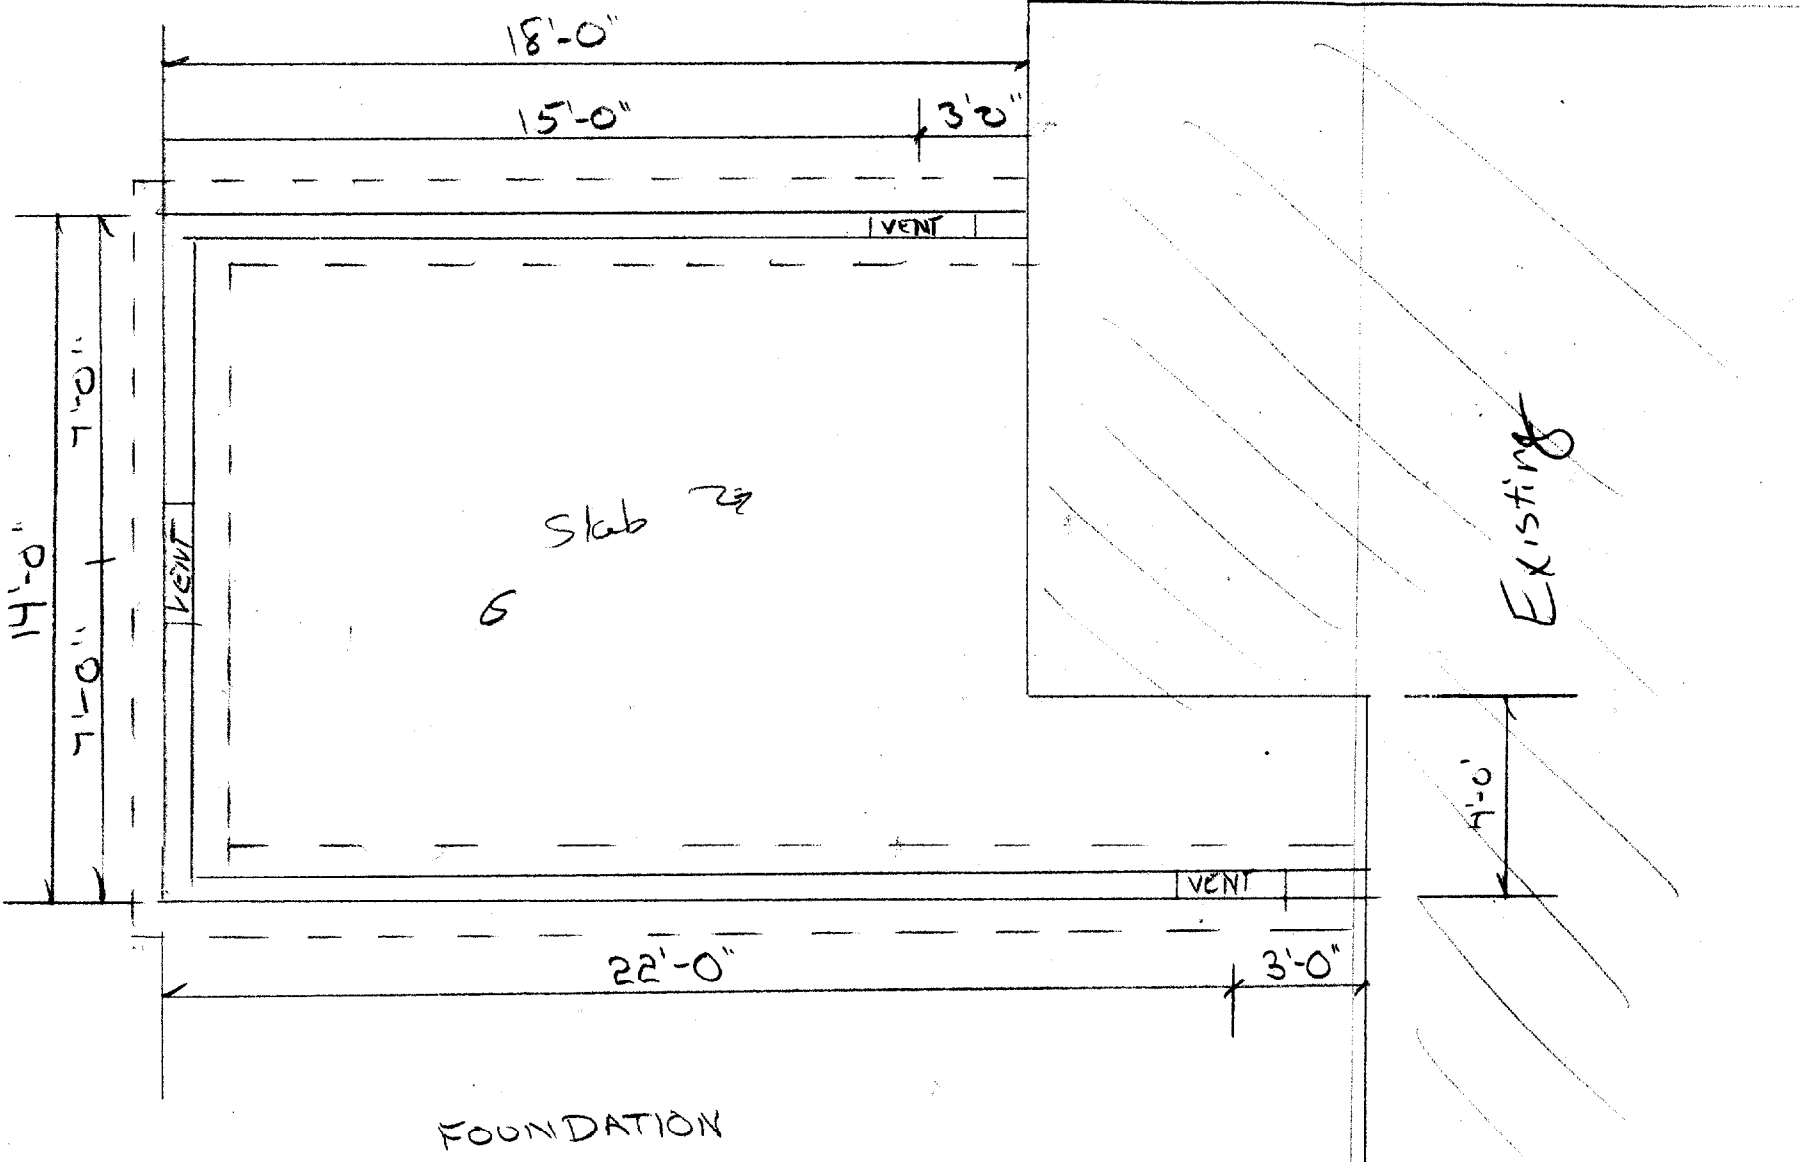 18'-0"
15'-0" 3'0"
VENT
7'-0"
14'-0"
7'-0"
VENT
Slab
6
Existing
4'-0'
VENT
22'-0" 3'-0"
FOUNDATION